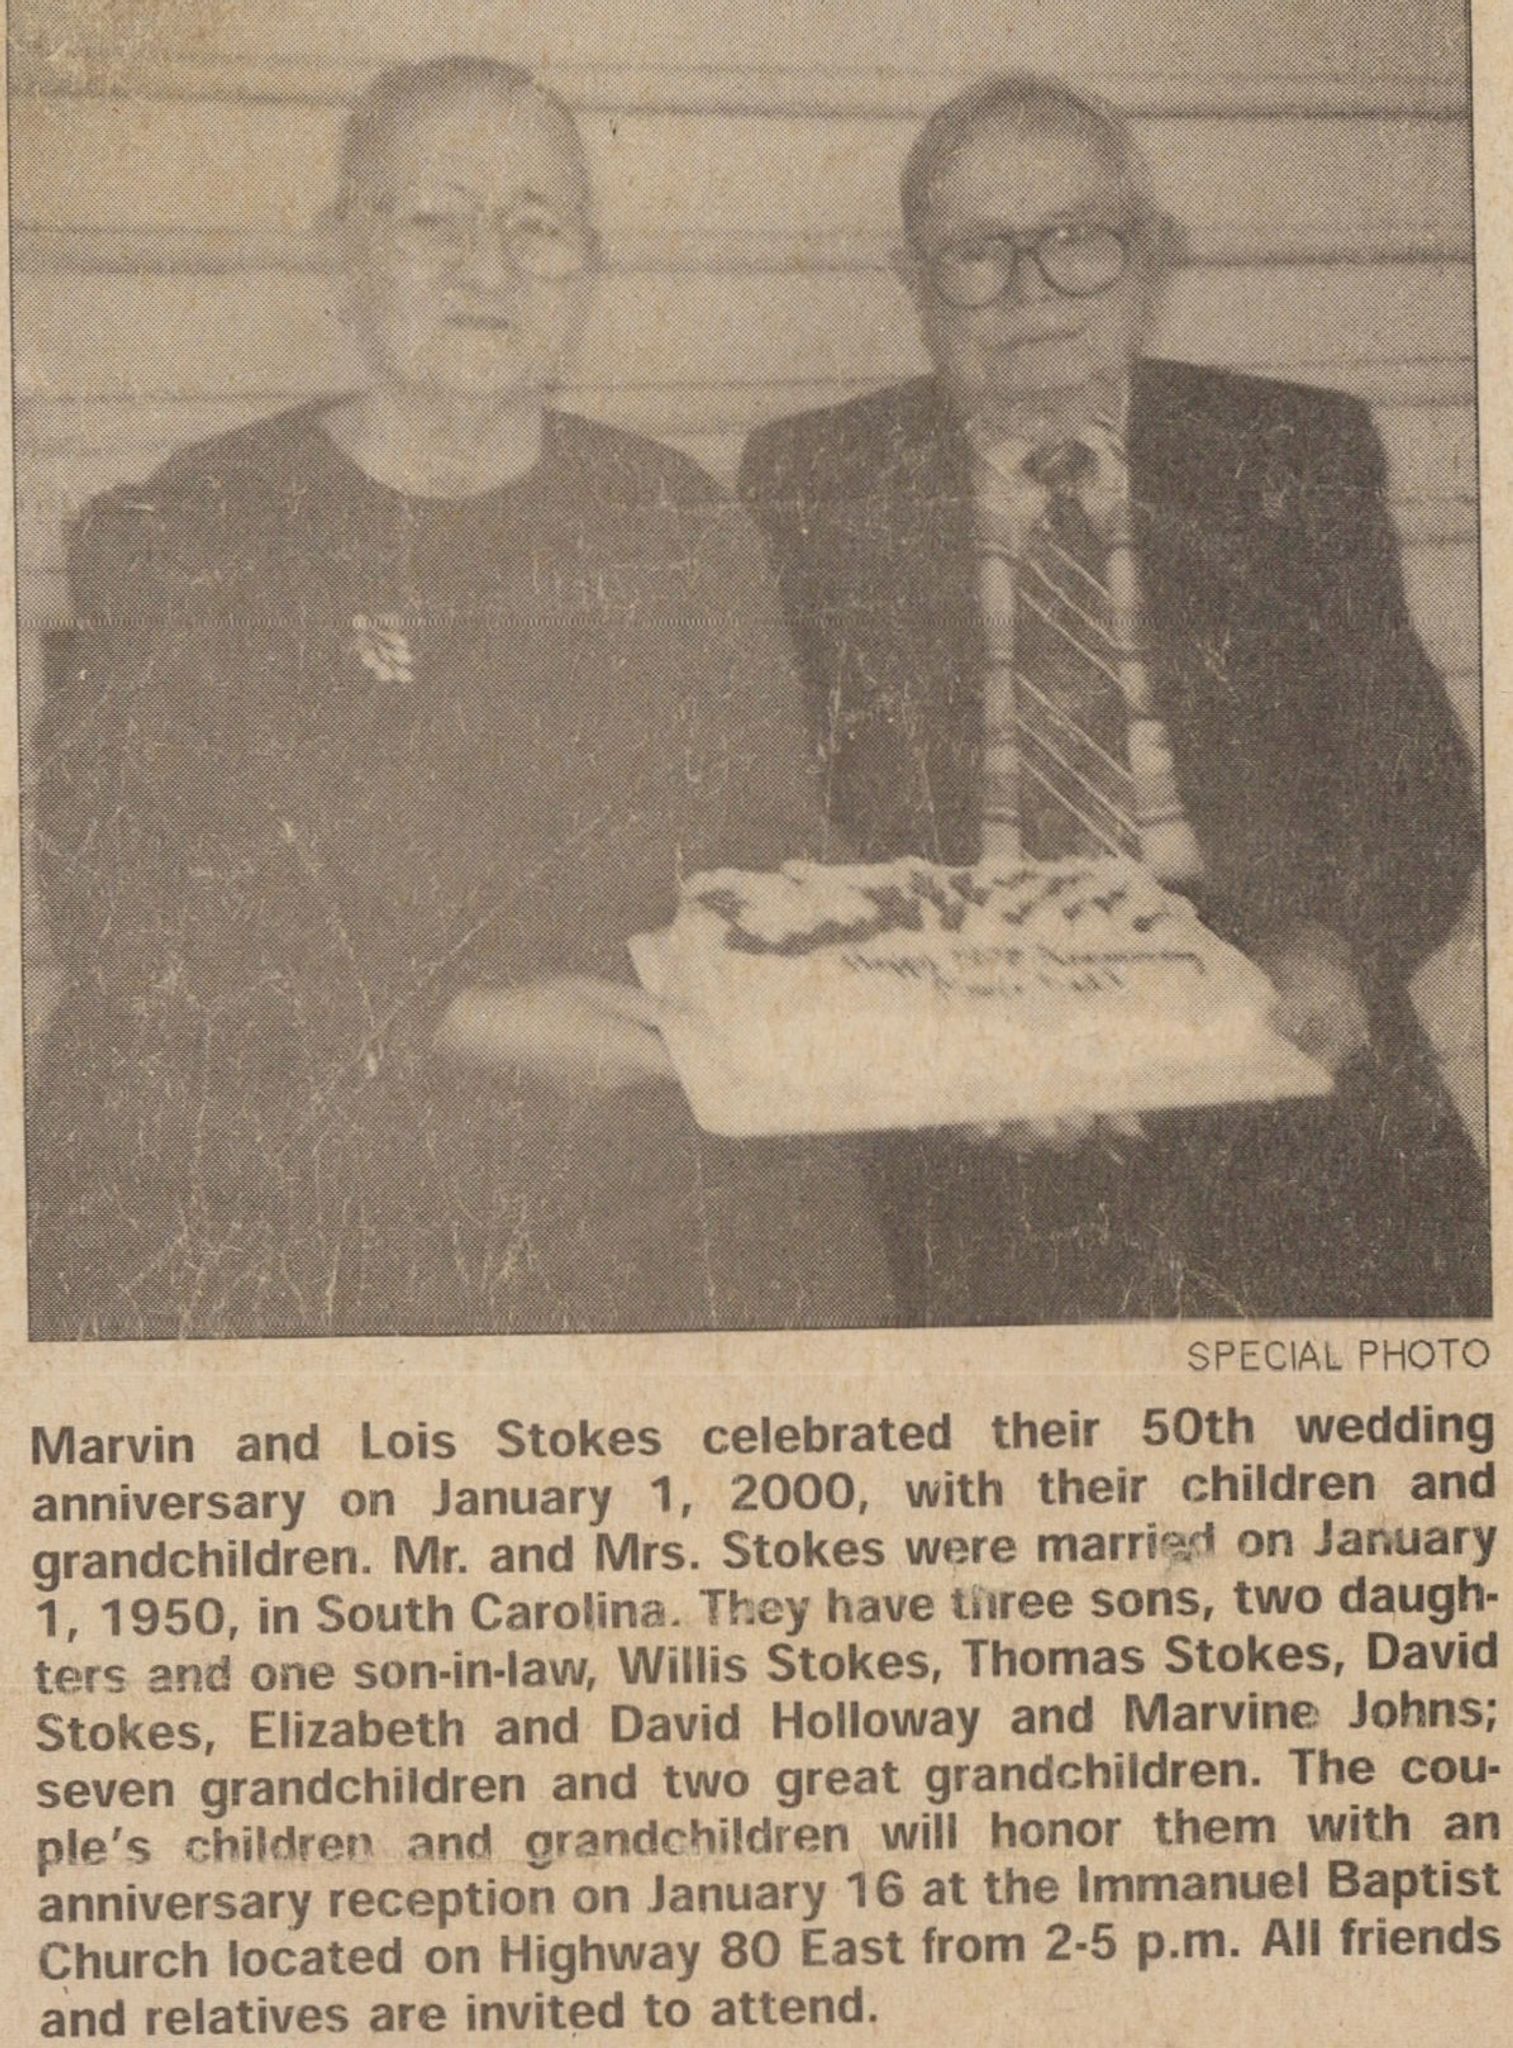 SPECIAL PHOTO
Marvin and Lois Stokes celebrated their 50th wedding
anniversary on January 1, 2000, with their children and
grandchildren. Mr. and Mrs. Stokes were married on January
1, 1950, in South Carolina. They have three sons, two daugh-
ters and one son-in-law, Willis Stokes, Thomas Stokes, David
Stokes, Elizabeth and David Holloway and Marvine Johns;
seven grandchildren and two great grandchildren. The cou-
ple's children and grandchildren will honor them with an
anniversary reception on January 16 at the Immanuel Baptist
Church located on Highway 80 East from 2-5 p.m. All friends
and relatives are invited to attend.